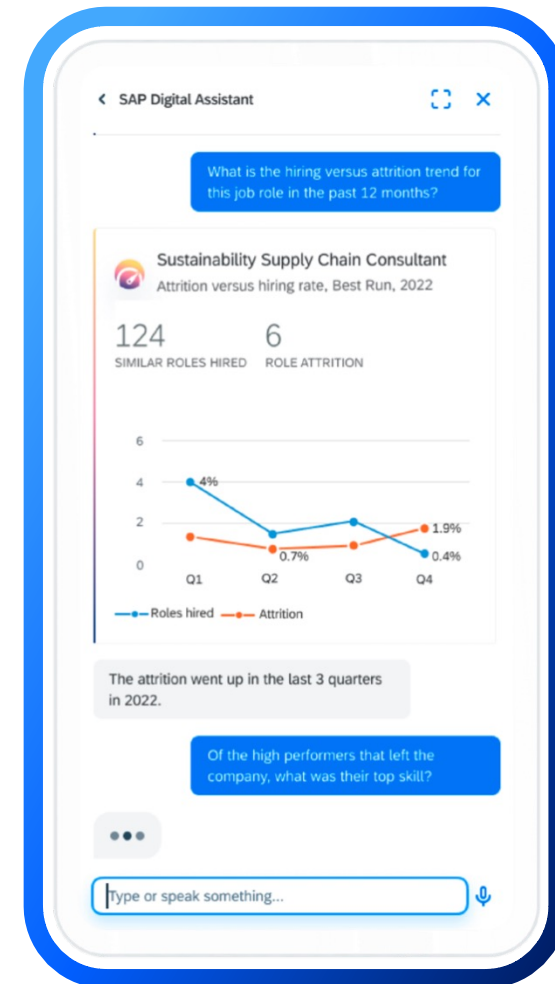 SAP Digital Assistant
What is the hiring versus attrition trend for
this job role in the past 12 months?
Sustainability Supply Chain Consultant
Attrition versus hiring rate, Best Run, 2022
124
6
SIMILAR ROLES HIRED
ROLE ATTRITION
6
4
4%
2
1.9%
0.7%
0.4%
0
Q1
Q2
Q3
Q4
Roles hired
Attrition
The attrition went up in the last 3 quarters
in 2022.
Of the high performers that left the
company, what was their top skill?
Type or speak something...